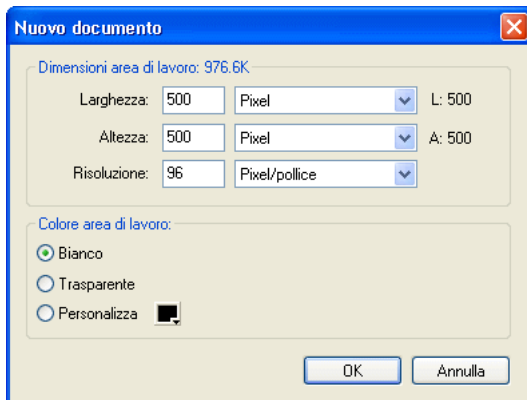 Nuovo documento
Dimensioni area di lavoro: 976.6K
Larghezza: 500 Pixel L: 500
Altezza: 500 Pixel A: 500
Risoluzione: 96 Pixel/pollice
Colore area di lavoro:
Bianco
Trasparente
Personalizza
OK Annulla